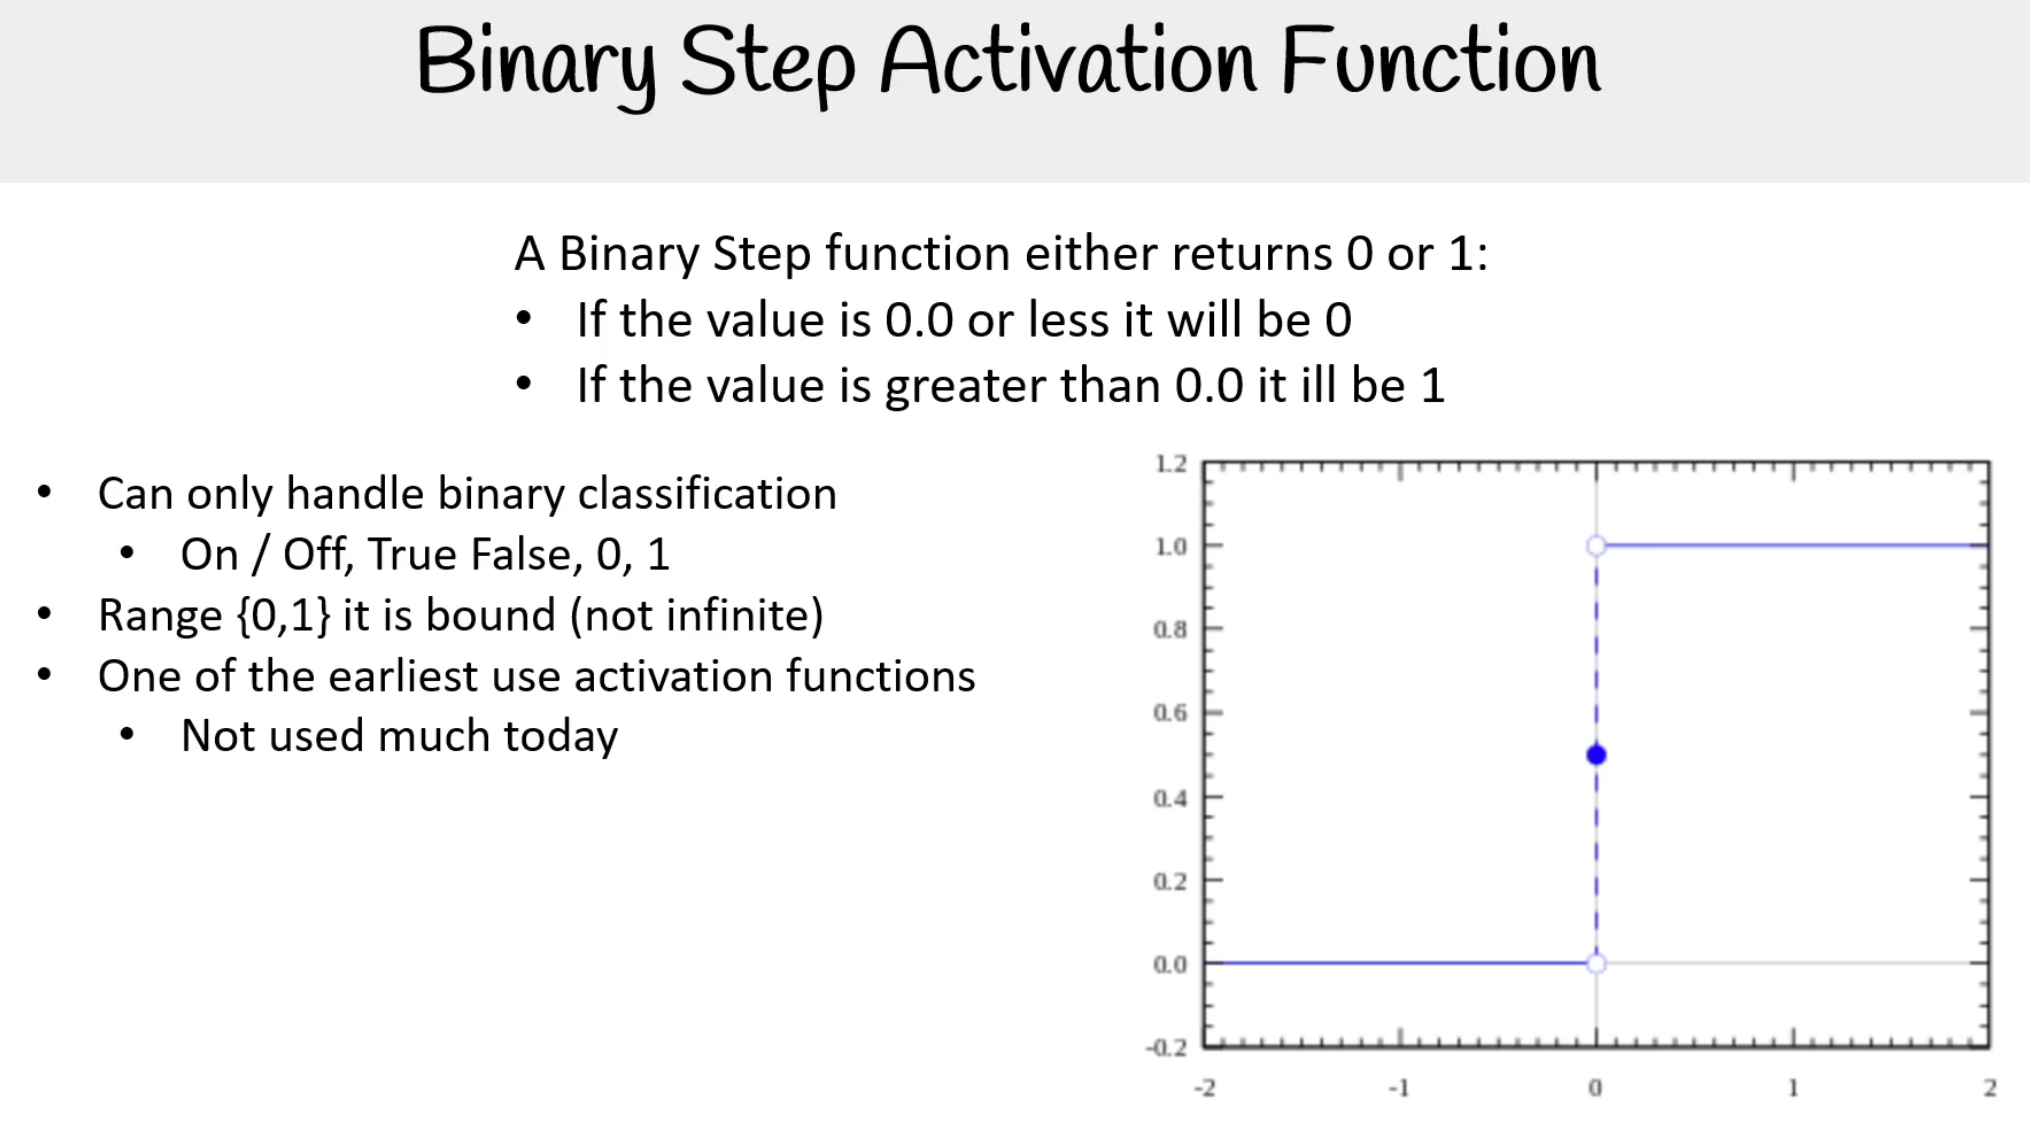 Binary Step Activation Function
A Binary Step function either returns 0 or 1:
• If the value is 0.0 or less it will be 0
• If the value is greater than 0.0 it ill be 1
• Can only handle binary classification
• On / Off, True False, 0, 1
• Range {0,1} it is bound (not infinite)
• One of the earliest use activation functions
• Not used much today
1.2
1.0
0.8
0.6
0.4
0.2
0.0
-0.2
-2 -1 0 1 2